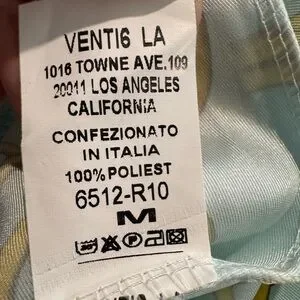 VENTI6 LA
1016 TOWNE AVE.109
20011 LOS ANGELES
CALIFORNIA
CONFEZIONATO
IN ITALIA
100% POLIEST
6512-R10
M